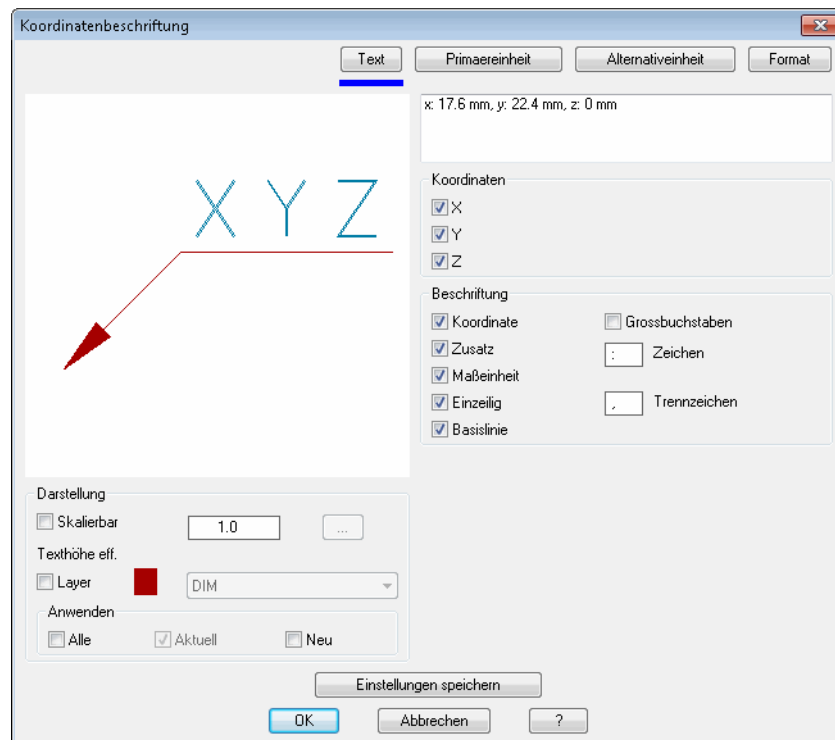 Koordinatenbeschriftung
Text
Primaereinheit
Alternativeinheit
Format
X Y Z
x: 17.6 mm, y: 22.4 mm, z: 0 mm
Koordinaten
X
Y
Z
Beschriftung
Koordinate
Grossbuchstaben
Zusatz
: Zeichen
Maßeinheit
Einzeilig
, Trennzeichen
Basislinie
Darstellung
Skalierbar
1.0
...
Texthöhe eff.
Layer
DIM
Anwenden
Alle
Aktuell
Neu
Einstellungen speichern
OK
Abbrechen
?